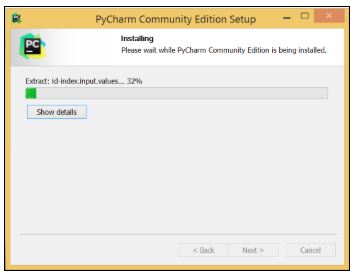 PyCharm Community Edition Setup
PC
Installing
Please wait while PyCharm Community Edition is being installed.
Extract: id-index.input.values... 32%
Show details
< Back Next > Cancel